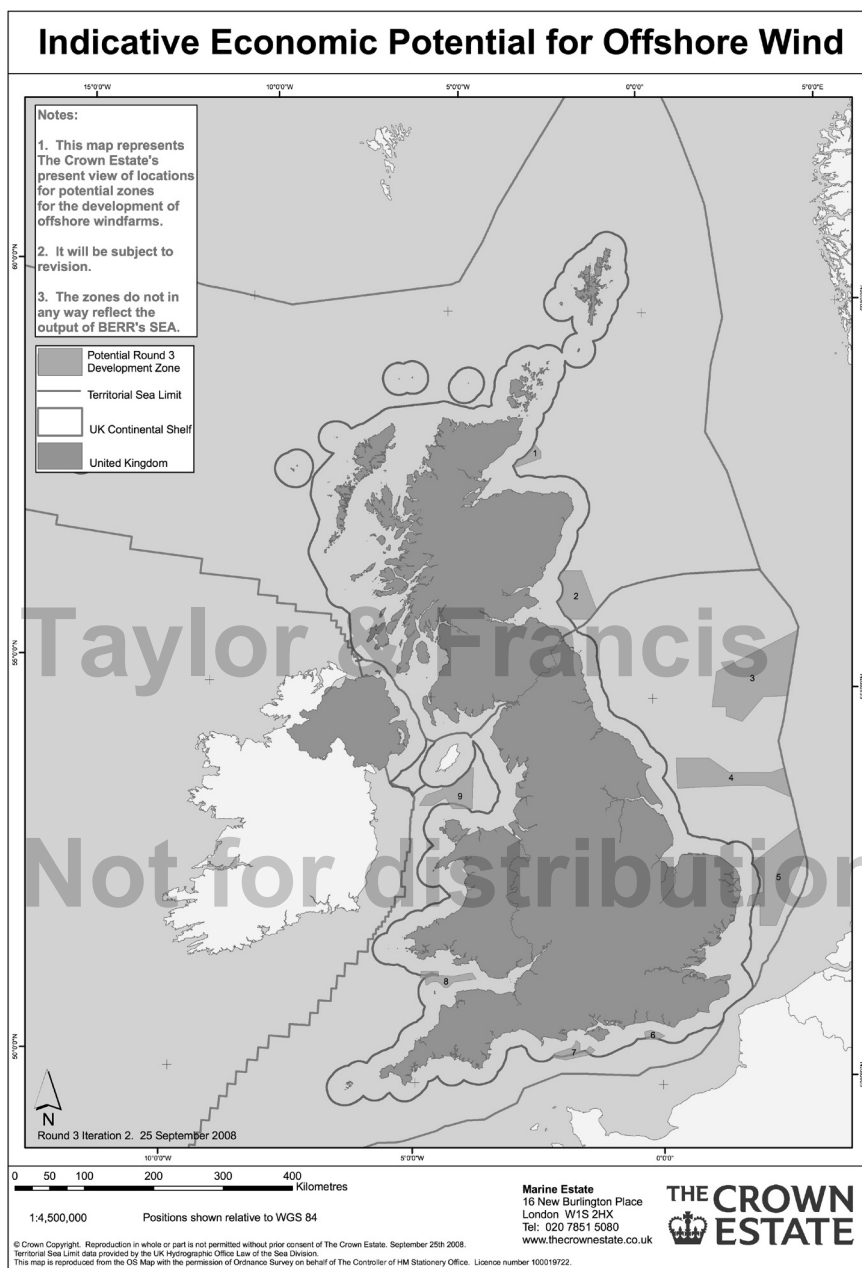 Indicative Economic Potential for Offshore Wind
15°0'0"W
10°0'0"W
5°0'0"W
0°0'0"
5°0'0"E
Notes:
1. This map represents
The Crown Estate's
present view of locations
for potential zones
for the development of
offshore windfarms.
2. It will be subject to
revision.
3. The zones do not in
any way reflect the
output of BERR's SEA.
Potential Round 3
Development Zone
Territorial Sea Limit
UK Continental Shelf
United Kingdom
60°0'0"N
55°0'0"N
50°0'0"N
1
2
3
4
5
6
7
8
9
Taylor & Francis
Not for distribution
N
Round 3 Iteration 2. 25 September 2008
10°0'0"W
5°0'0"W
0°0'0"
0 50 100 200 300 400
Kilometres
1:4,500,000 Positions shown relative to WGS 84
Marine Estate
16 New Burlington Place
London W1S 2HX
Tel: 020 7851 5080
www.thecrownestate.co.uk
THE CROWN
ESTATE
© Crown Copyright. Reproduction in whole or part is not permitted without prior consent of The Crown Estate. September 25th 2008.
Territorial Sea Limit data provided by the UK Hydrographic Office Law of the Sea Division.
This map is reproduced from the OS Map with the permission of Ordnance Survey on behalf of The Controller of HM Stationery Office. Licence number 100019722.